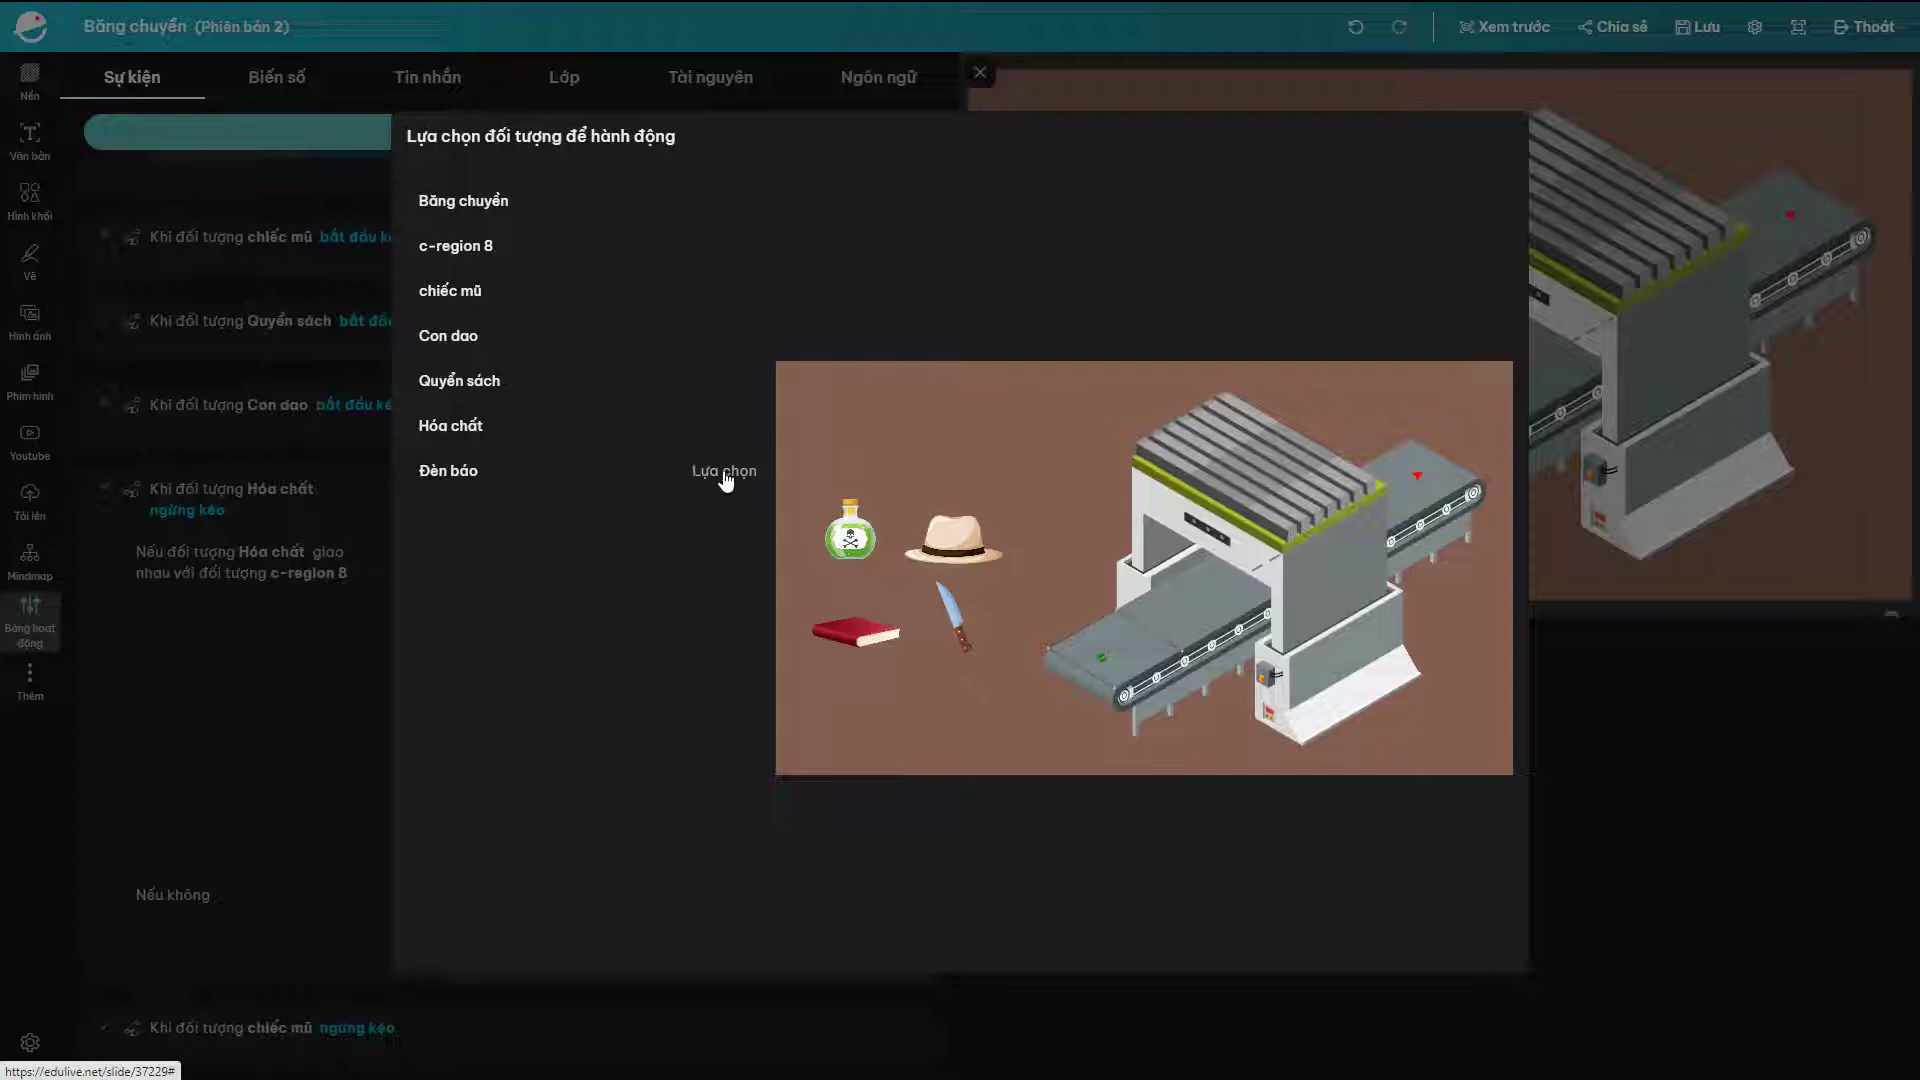 Băng chuyền (Phiên bản 2)
Xem trước
Chia sẻ
Lưu
Thoát
Sự kiện
Biến số
Tin nhắn
Lớp
Tài nguyên
Ngôn ngữ
Nền
Văn bản
Hình khối
Vẽ
Hình ảnh
Phim hình
Youtube
Tải lên
Mindmap
Bảng hoạt
động
Thêm
Lựa chọn đối tượng để hành động
Băng chuyền
c-region 8
chiếc mũ
Con dao
Quyển sách
Hóa chất
Đèn báo
Lựa chọn
Khi đối tượng chiếc mũ bắt đầu
Khi đối tượng Quyển sách bắt
Khi đối tượng Con dao bắt đầu
Khi đối tượng Hóa chất
ngừng kéo
Nếu đối tượng Hóa chất giao
nhau với đối tượng c-region 8
Nếu không
Khi đối tượng chiếc mũ ngừng kéo
https://edulive.net/slide/37229#